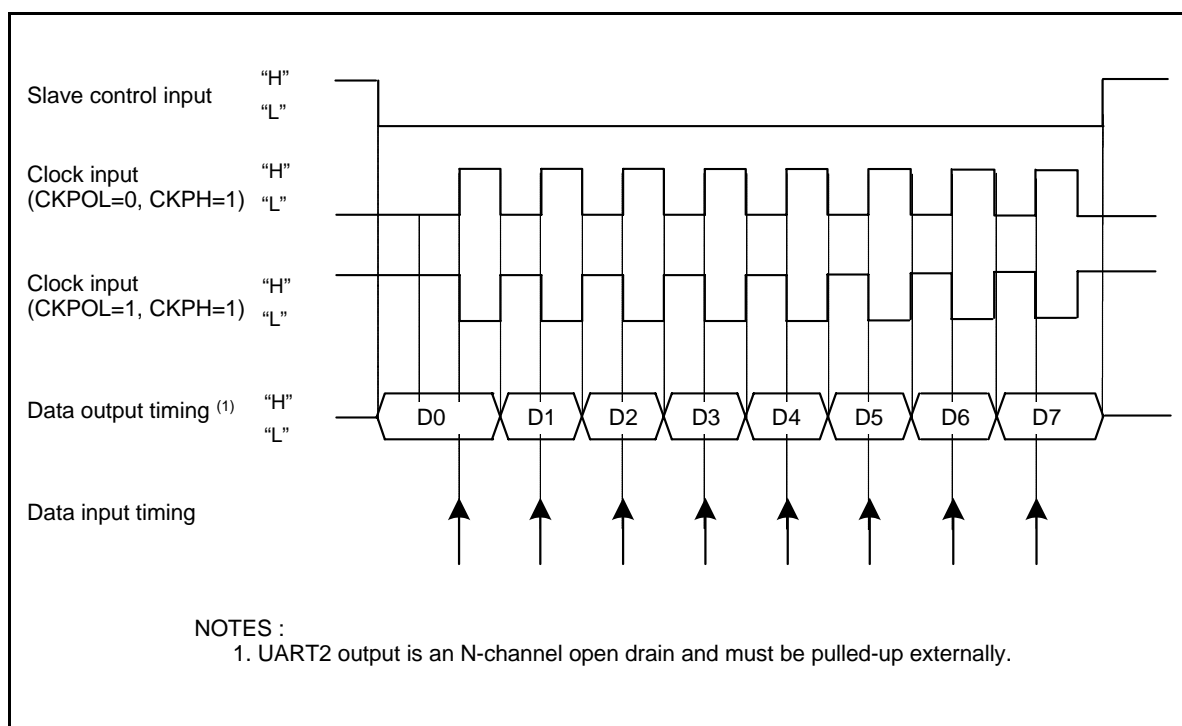 Slave control input
“H”
“L”
Clock input
(CKPOL=0, CKPH=1)
“H”
“L”
Clock input
(CKPOL=1, CKPH=1)
“H”
“L”
Data output timing (1)
“H”
“L”
D0 D1 D2 D3 D4 D5 D6 D7
Data input timing
NOTES :
1. UART2 output is an N-channel open drain and must be pulled-up externally.